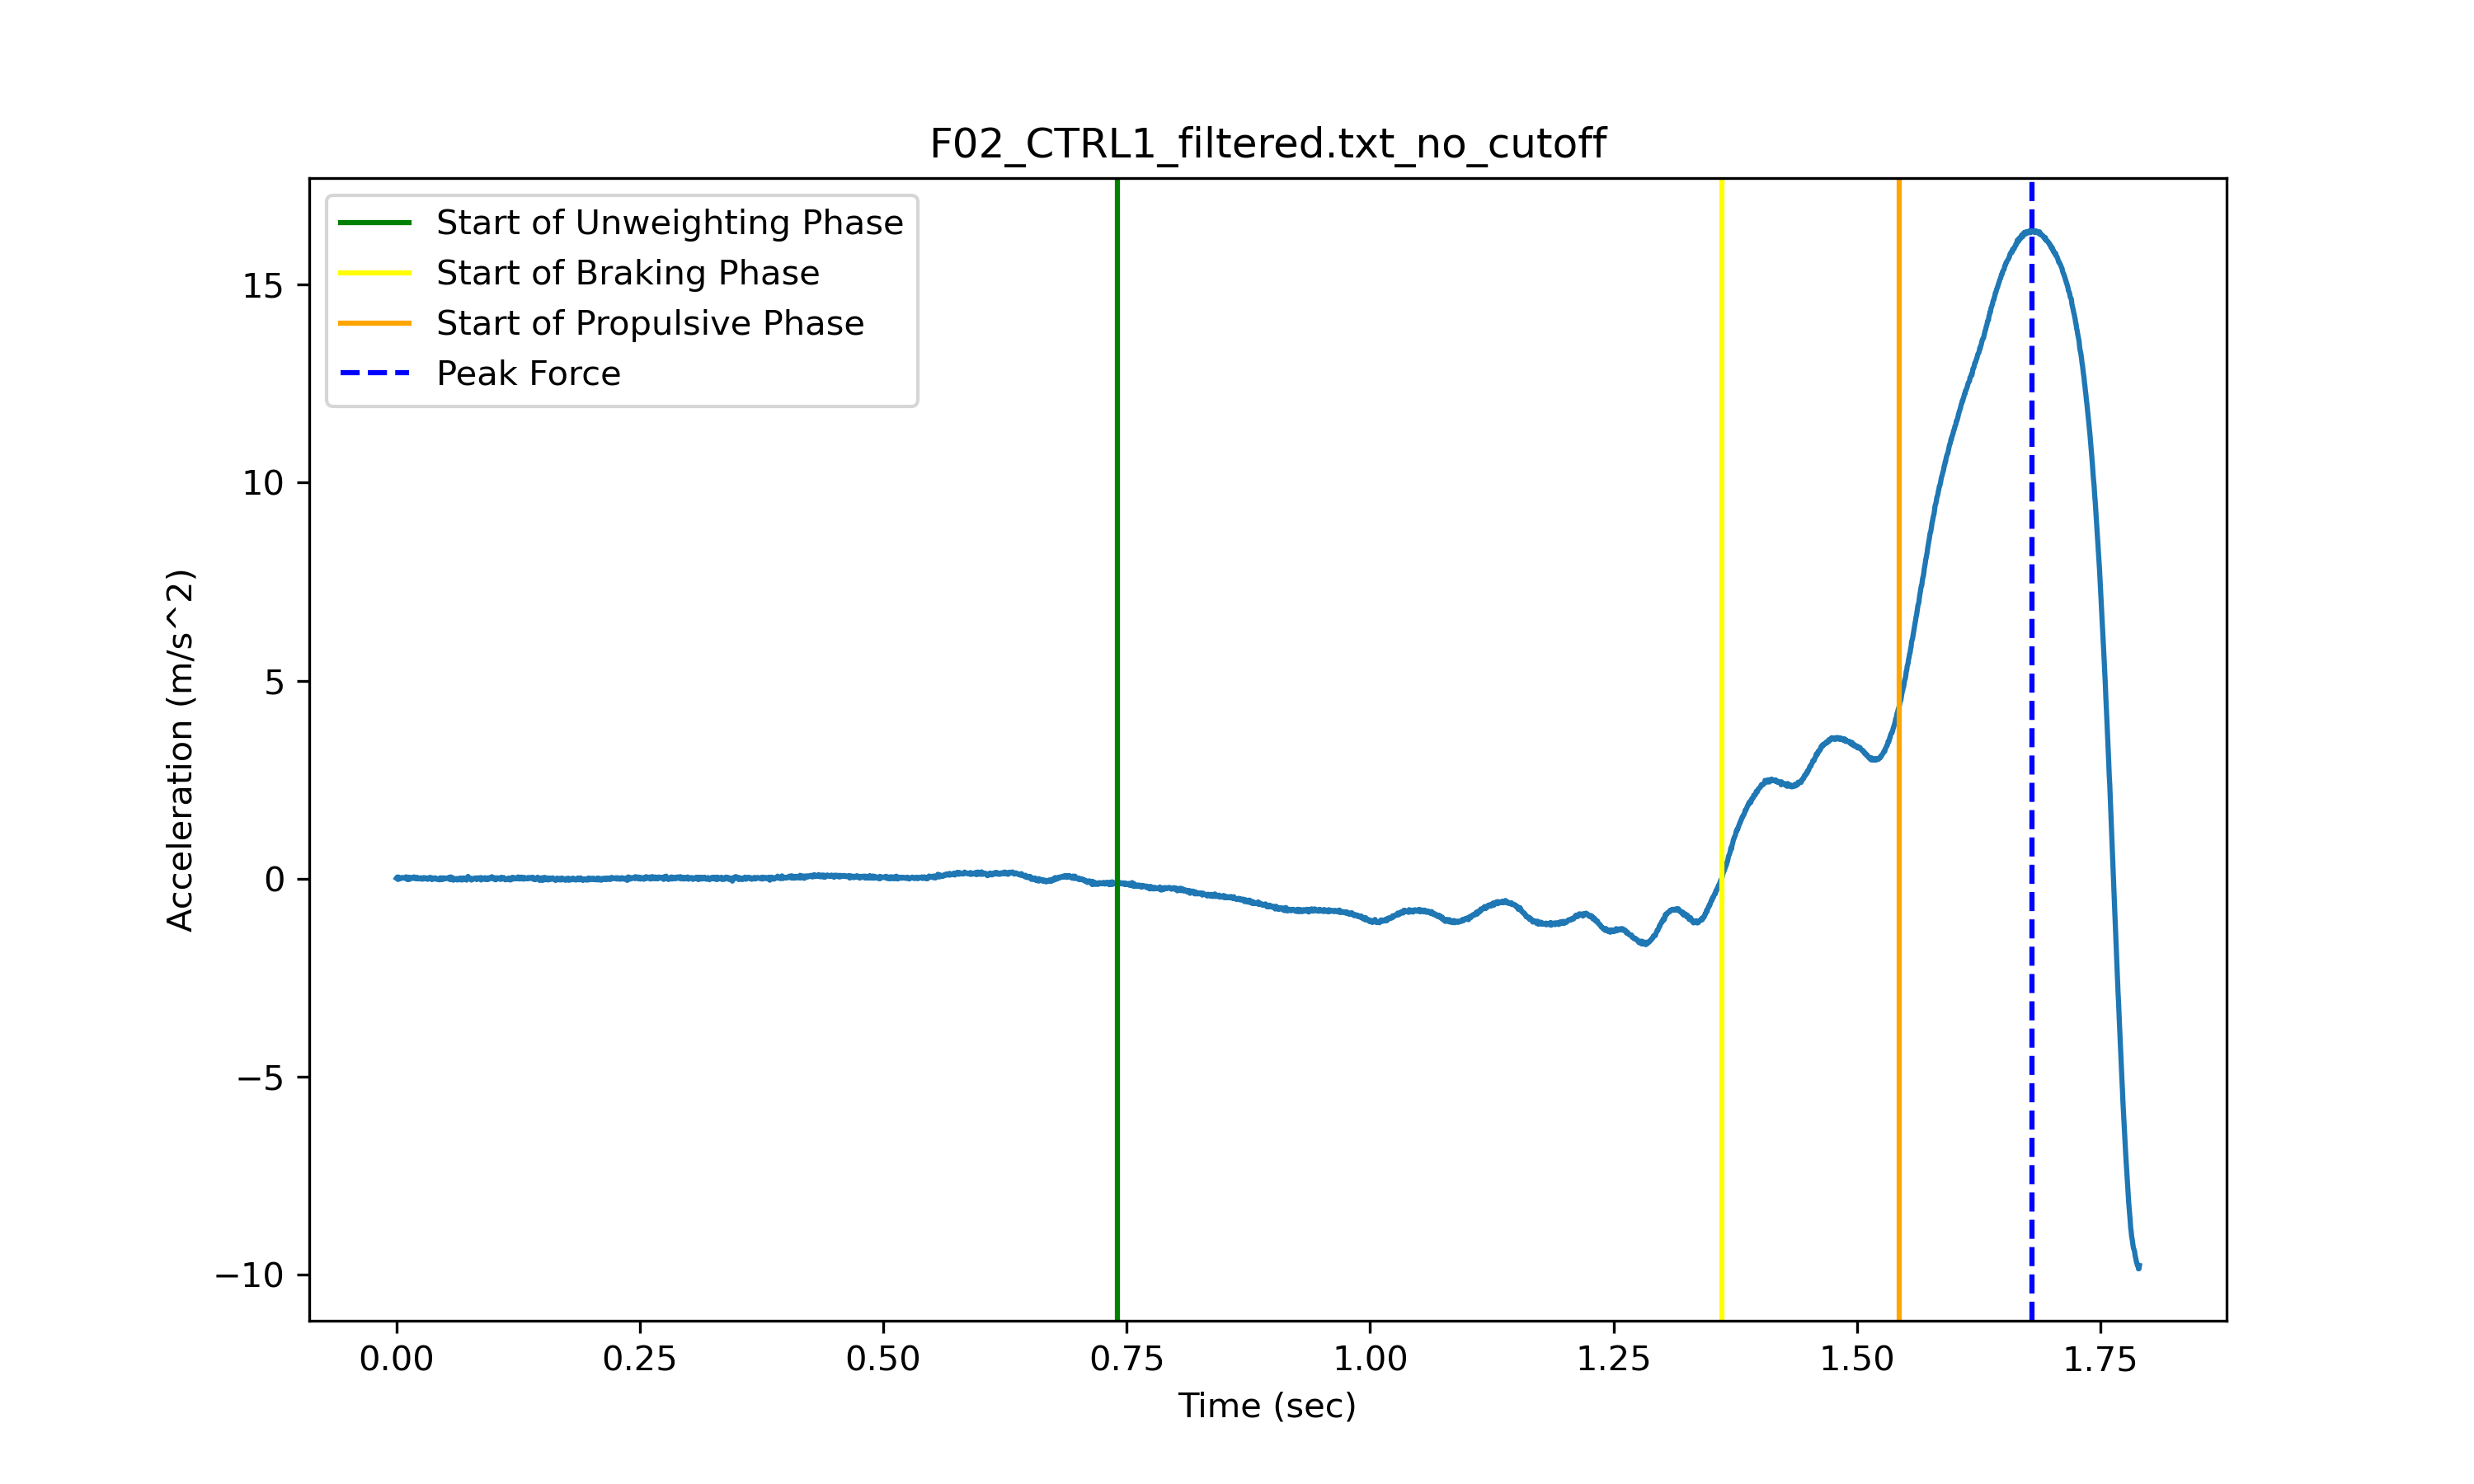 F02_CTRL1_filtered.txt_no_cutoff
Start of Unweighting Phase
Start of Braking Phase
Start of Propulsive Phase
Peak Force
15
10
5
0
−5
−10
Acceleration (m/s^2)
0.00 0.25 0.50 0.75 1.00 1.25 1.50 1.75
Time (sec)